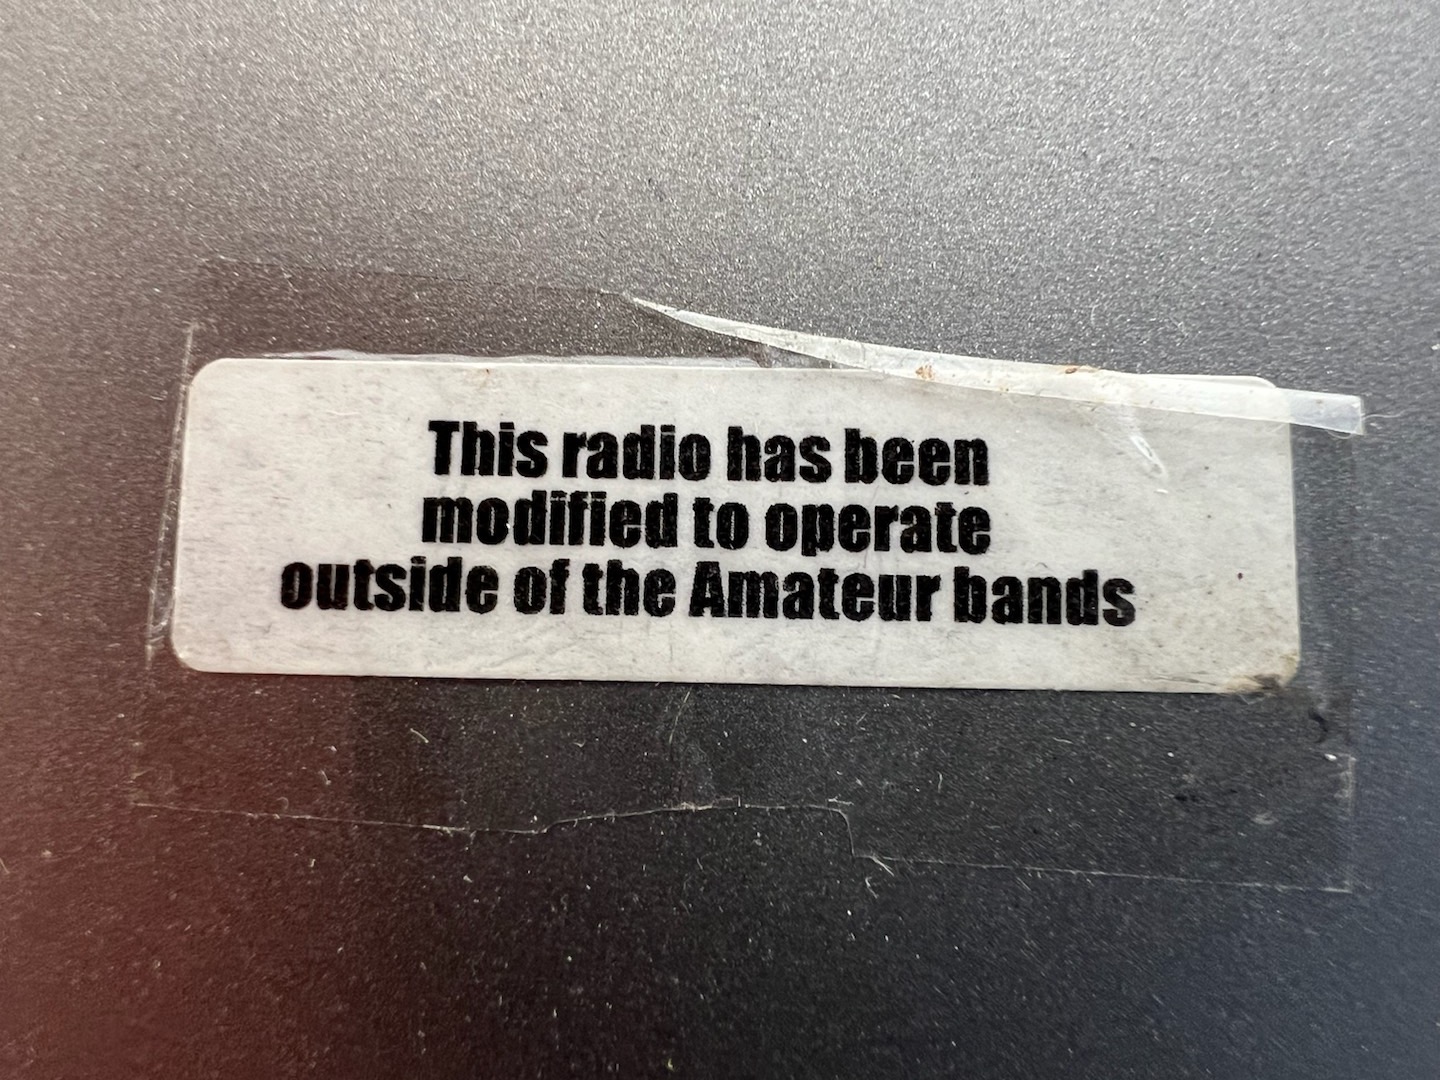 This radio has been
modified to operate
outside of the Amateur bands